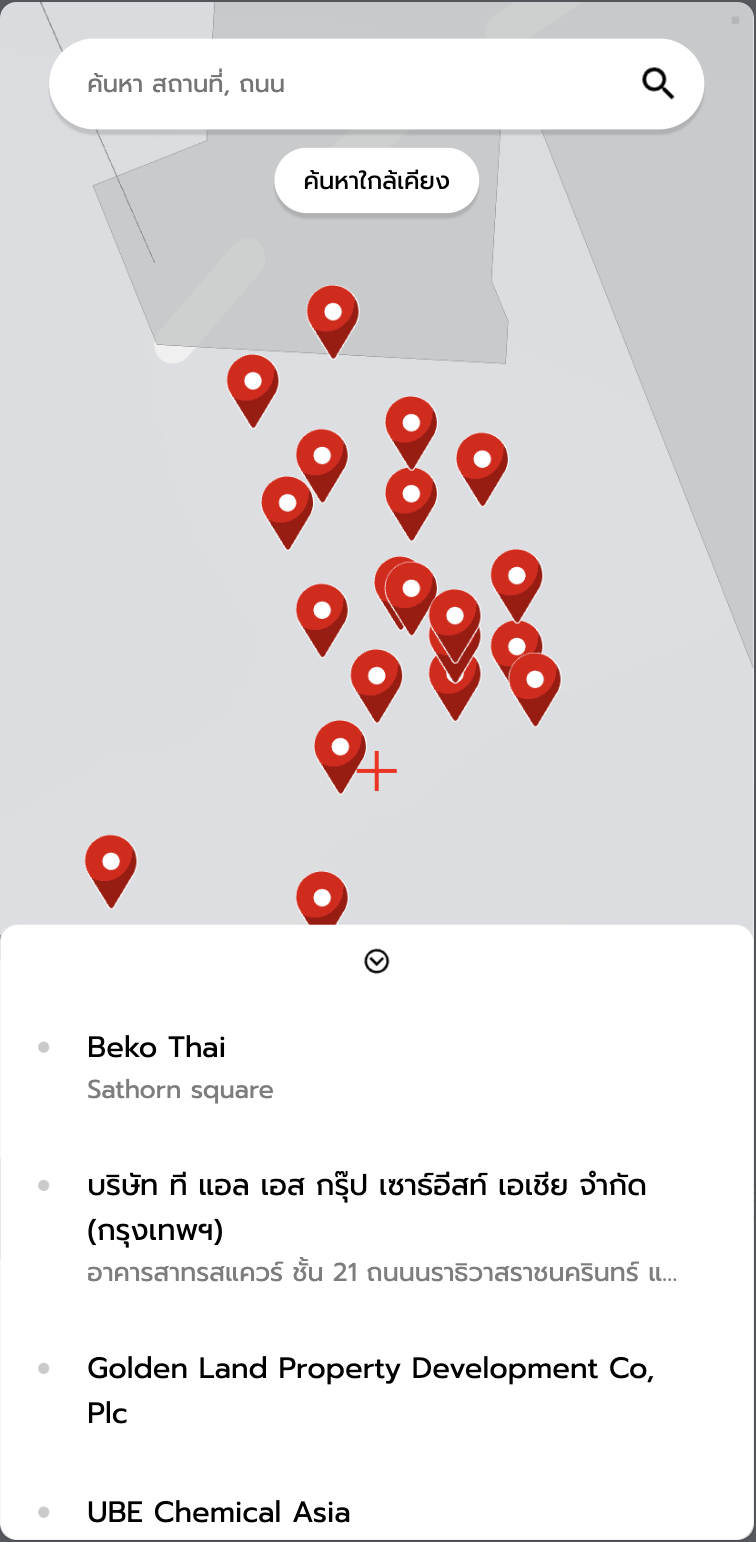 ค้นหา สถานที่, ถนน
ค้นหาใกล้เคียง
Beko Thai
Sathorn square
บริษัท ที แอล เอส กรุ๊ป เซาธ์อีสท์ เอเชีย จำกัด
(กรุงเทพฯ)
อาคารสาทรสแควร์ ชั้น 21 ถนนนราธิวาสราชนครินทร์ แ...
Golden Land Property Development Co,
Plc
UBE Chemical Asia